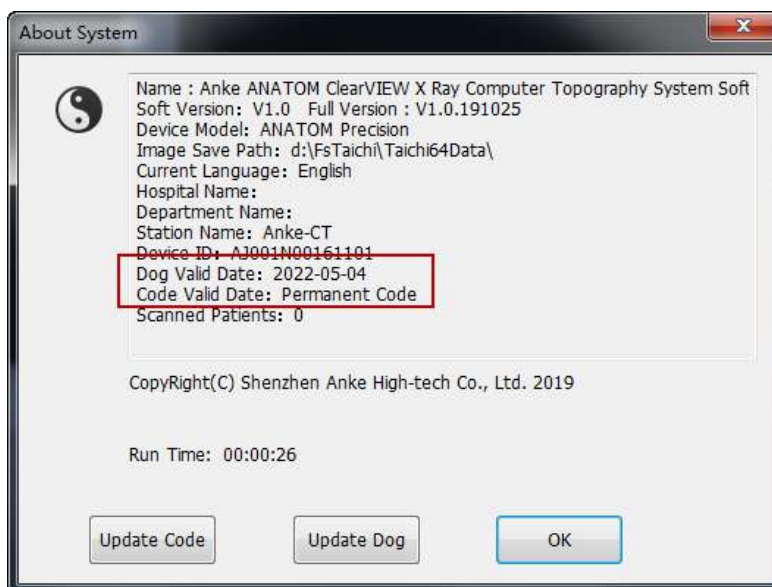 About System
Name : Anke ANATOM ClearVIEW X Ray Computer Topography System Soft
Soft Version: V1.0 Full Version : V1.0.191025
Device Model: ANATOM Precision
Image Save Path: d:\FsTaichi\Taichi64Data\
Current Language: English
Hospital Name:
Department Name:
Station Name: Anke-CT
Device ID: AJ001N00161101
Dog Valid Date: 2022-05-04
Code Valid Date: Permanent Code
Scanned Patients: 0
CopyRight(C) Shenzhen Anke High-tech Co., Ltd. 2019
Run Time: 00:00:26
Update Code Update Dog OK